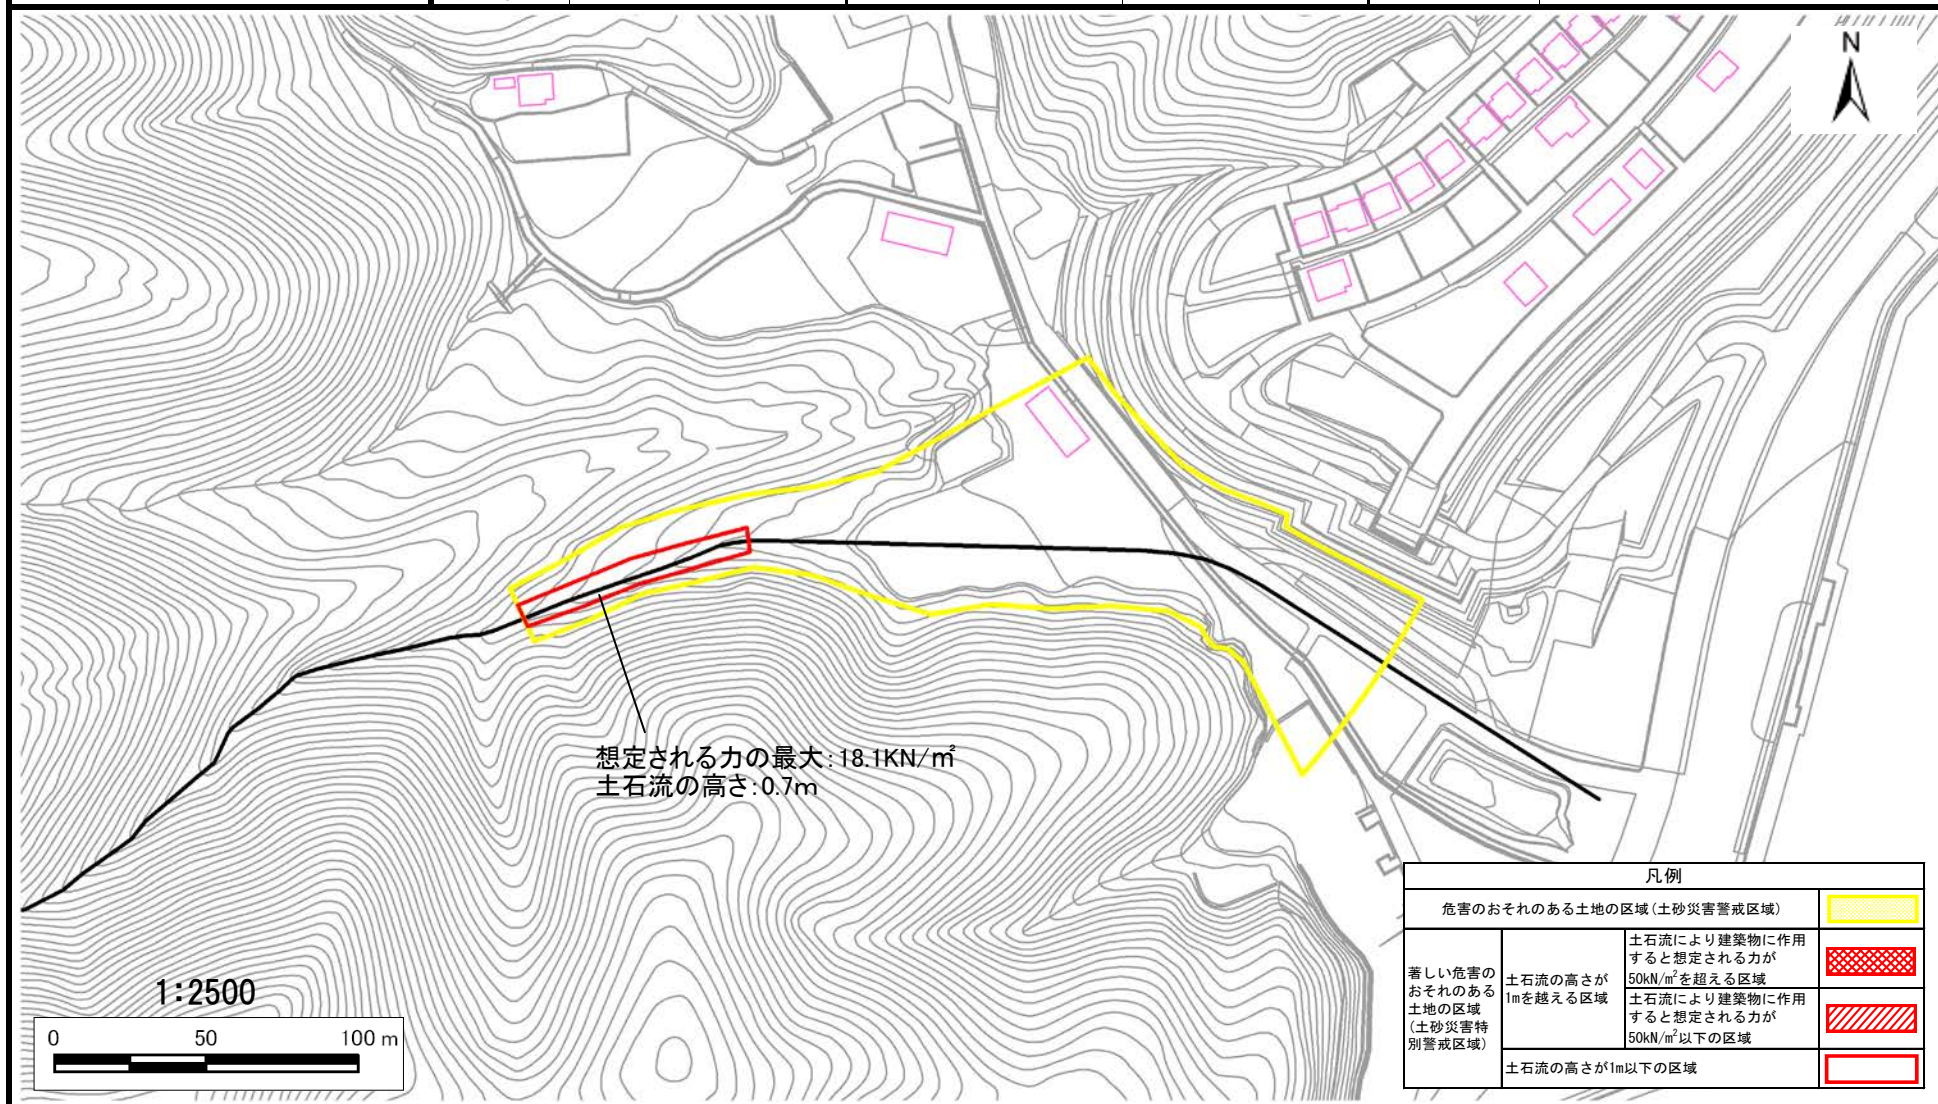 N
想定される力の最大：18.1KN/㎡
土石流の高さ：0.7m
1:2500
0 50 100 m
凡例
危害のおそれのある土地の区域（土砂災害警戒区域）
著しい危害の
おそれのある
土地の区域
（土砂災害特
別警戒区域）
土石流の高さが
1mを越える区域
土石流により建築物に作用
すると想定される力が
50kN/㎡を超える区域
土石流により建築物に作用
すると想定される力が
50kN/㎡以下の区域
土石流の高さが1m以下の区域